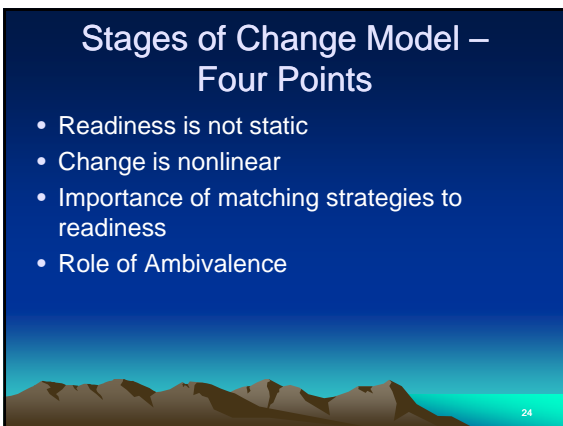 Stages of Change Model –
Four Points
• Readiness is not static
• Change is nonlinear
• Importance of matching strategies to
readiness
• Role of Ambivalence
24